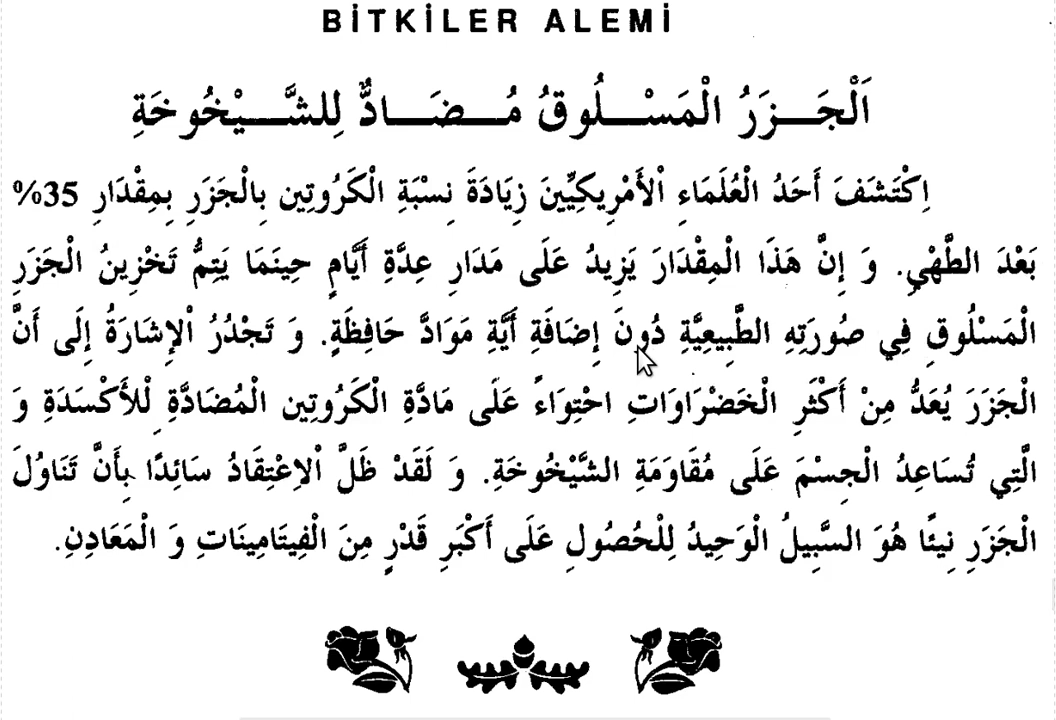 BİTKİLER ALEMİ
اَلْجَزَرُ الْمَسْلُوقُ مُضَادٌّ لِلشَّيْخُوخَةِ
اِكْتَشَفَ أَحَدُ الْعُلَمَاءِ الْأَمْرِيكِيِّينَ زِيَادَةَ نِسْبَةِ الْكَرُوتِينِ بِالْجَزَرِ بِمِقْدَارِ 35%
بَعْدَ الطَّهْيِ. وَ إِنَّ هَذَا الْمِقْدَارَ يَزِيدُ عَلَى مَدَارِ عِدَّةِ أَيَّامٍ حِينَمَا يَتِمُّ تَخْزِينُ الْجَزَرِ
الْمَسْلُوقِ فِي صُورَتِهِ الطَّبِيعِيَّةِ دُونَ إِضَافَةِ أَيَّةِ مَوَادَّ حَافِظَةٍ. وَ تَجْدُرُ الْإِشَارَةُ إِلَى أَنَّ
الْجَزَرَ يُعَدُّ مِنْ أَكْثَرِ الْخَضْرَاوَاتِ احْتِوَاءً عَلَى مَادَّةِ الْكَرُوتِينِ الْمُضَادَّةِ لِلْأَكْسَدَةِ وَ
الَّتِي تُسَاعِدُ الْجِسْمَ عَلَى مُقَاوَمَةِ الشَّيْخُوخَةِ. وَ لَقَدْ ظَلَّ الْاِعْتِقَادُ سَائِدًا بِأَنَّ تَنَاوُلَ
الْجَزَرِ نِيئًا هُوَ السَّبِيلُ الْوَحِيدُ لِلْحُصُولِ عَلَى أَكْبَرِ قَدْرٍ مِنَ الْفِيتَامِينَاتِ وَ الْمَعَادِنِ.